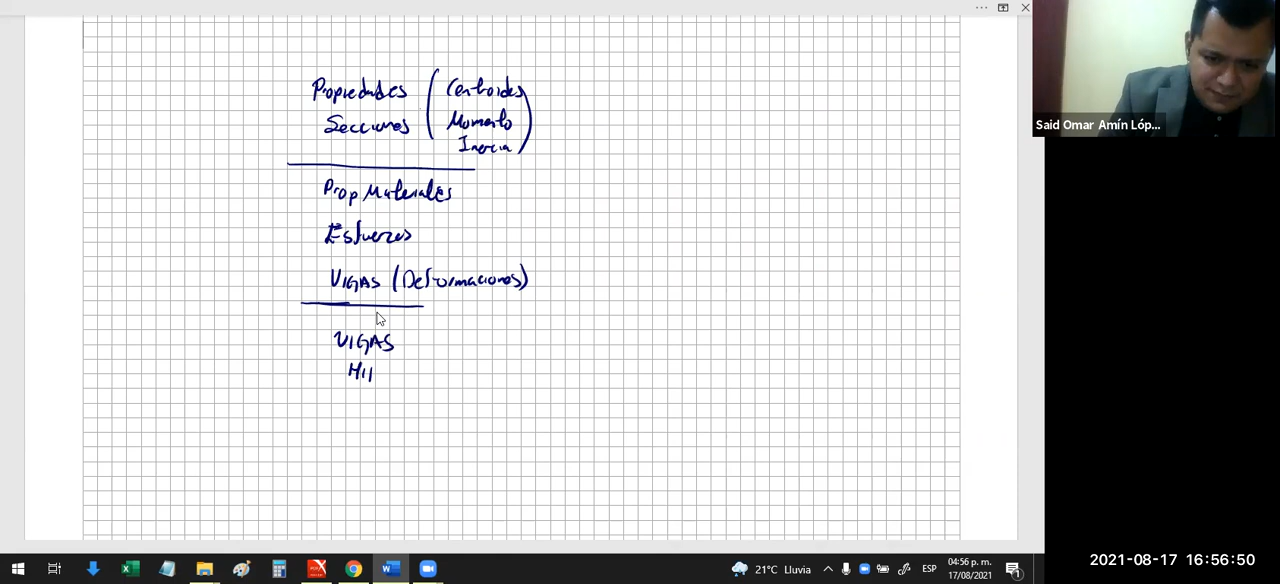 Propiedades (Centroides
Secciones Momento
Inercia)
Prop Materiales
Esfuerzos
VIGAS (Deformaciones)
VIGAS
Said Omar Amín Lóp...
21°C Lluvia
ESP
04:56 p. m.
17/08/2021
2021-08-17 16:56:50